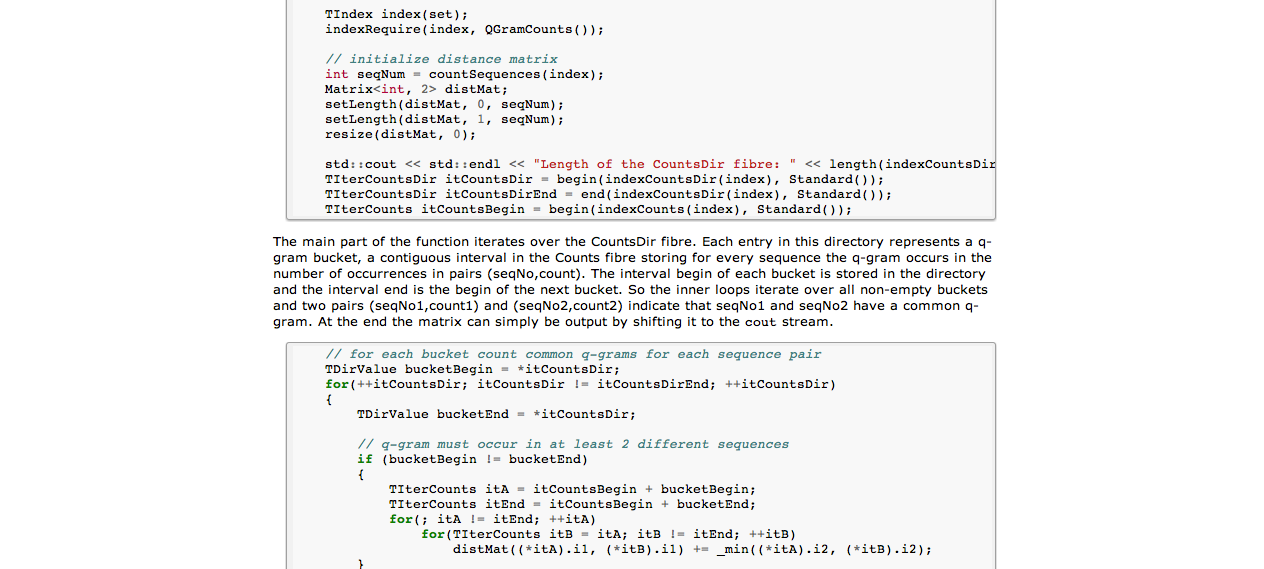 TIndex index(set);
indexRequire(index, QGramCounts());
// initialize distance matrix
int seqNum = countSequences(index);
Matrix<int, 2> distMat;
setLength(distMat, 0, seqNum);
setLength(distMat, 1, seqNum);
resize(distMat, 0);
std::cout << std::endl << "Length of the CountsDir fibre: " << length(indexCountsDir
TIterCountsDir itCountsDir = begin(indexCountsDir(index), Standard());
TIterCountsDir itCountsDirEnd = end(indexCountsDir(index), Standard());
TIterCounts itCountsBegin = begin(indexCounts(index), Standard());
The main part of the function iterates over the CountsDir fibre. Each entry in this directory represents a q-
gram bucket, a contiguous interval in the Counts fibre storing for every sequence the q-gram occurs in the
number of occurrences in pairs (seqNo,count). The interval begin of each bucket is stored in the directory
and the interval end is the begin of the next bucket. So the inner loops iterate over all non-empty buckets
and two pairs (seqNo1,count1) and (seqNo2,count2) indicate that seqNo1 and seqNo2 have a common q-
gram. At the end the matrix can simply be output by shifting it to the cout stream.
// for each bucket count common q-grams for each sequence pair
TDirValue bucketBegin = *itCountsDir;
for(++itCountsDir; itCountsDir != itCountsDirEnd; ++itCountsDir)
{
TDirValue bucketEnd = *itCountsDir;
// q-gram must occur in at least 2 different sequences
if (bucketBegin != bucketEnd)
{
TIterCounts itA = itCountsBegin + bucketBegin;
TIterCounts itEnd = itCountsBegin + bucketEnd;
for(; itA != itEnd; ++itA)
for(TIterCounts itB = itA; itB != itEnd; ++itB)
distMat((*itA).i1, (*itB).i1) += _min((*itA).i2, (*itB).i2);
}